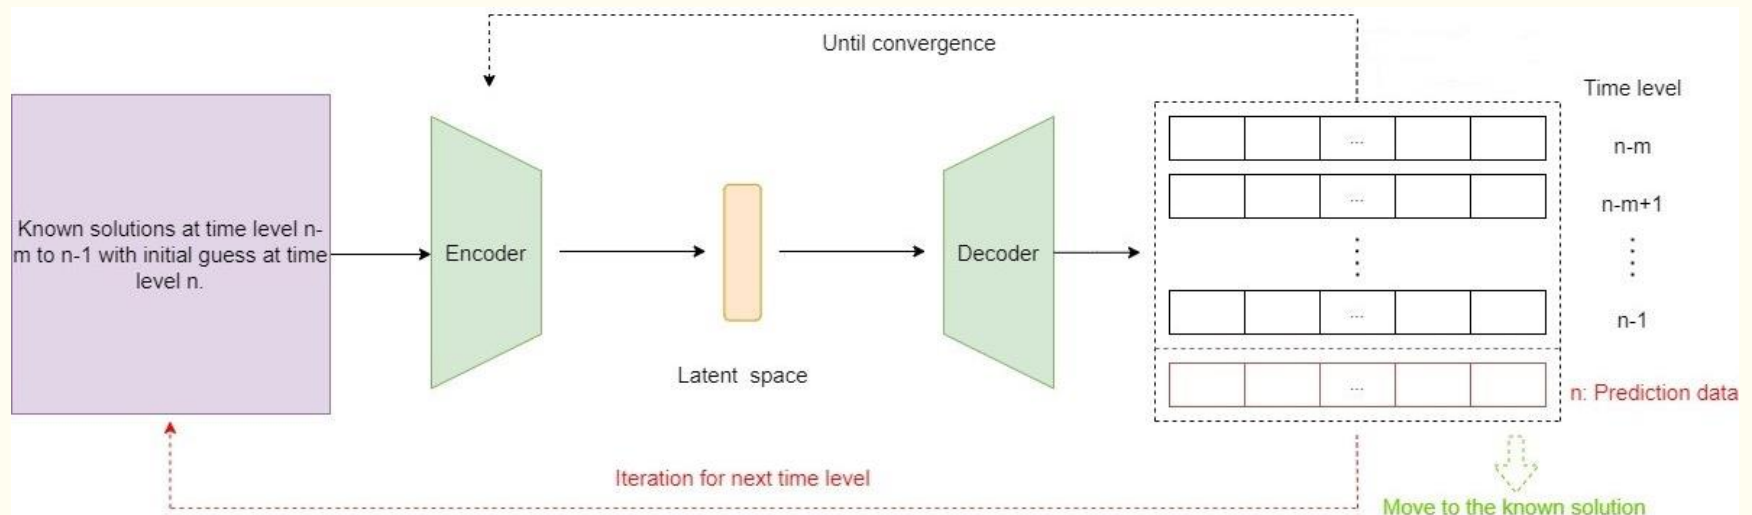 Until convergence
Time level
n-m
n-m+1
n-1
n: Prediction data
Known solutions at time level n-
m to n-1 with initial guess at time
level n.
Encoder
Latent space
Decoder
...
...
...
...
Iteration for next time level
Move to the known solution